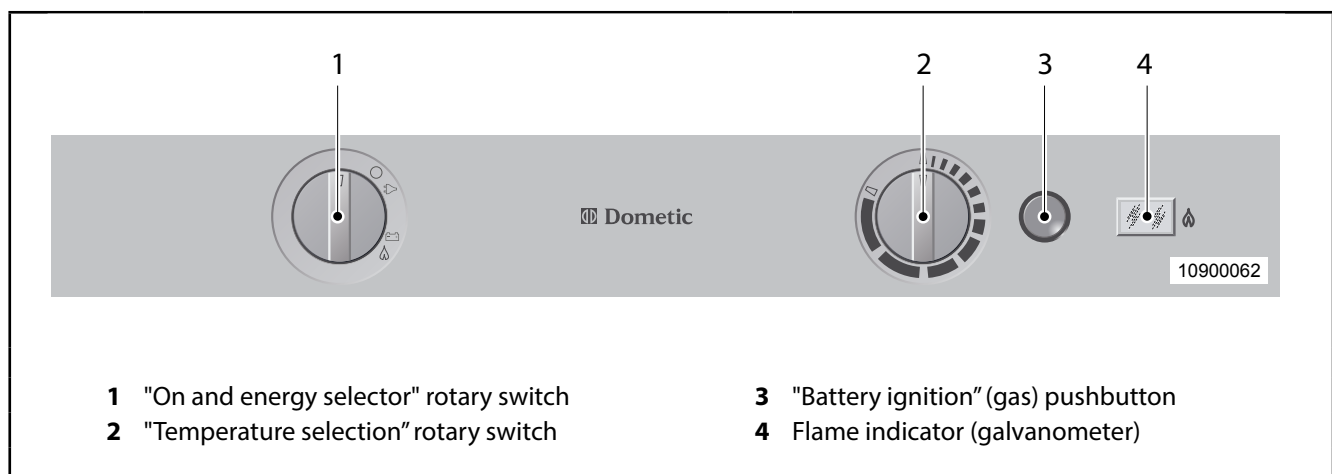 1 2 3 4
Dometic
10900062
1 "On and energy selector" rotary switch
2 "Temperature selection” rotary switch
3 "Battery ignition” (gas) pushbutton
4 Flame indicator (galvanometer)